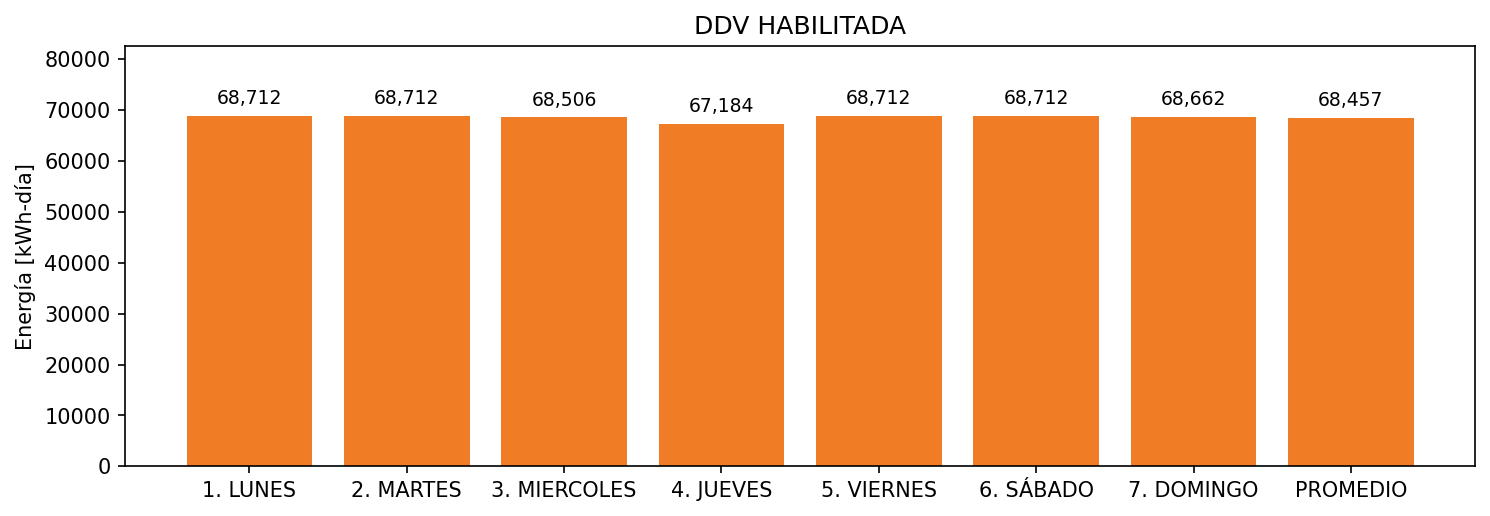 DDV HABILITADA
Energía [kWh-día]
80000
70000
60000
50000
40000
30000
20000
10000
0
68,712
68,712
68,506
67,184
68,712
68,712
68,662
68,457
1. LUNES
2. MARTES
3. MIERCOLES
4. JUEVES
5. VIERNES
6. SÁBADO
7. DOMINGO
PROMEDIO